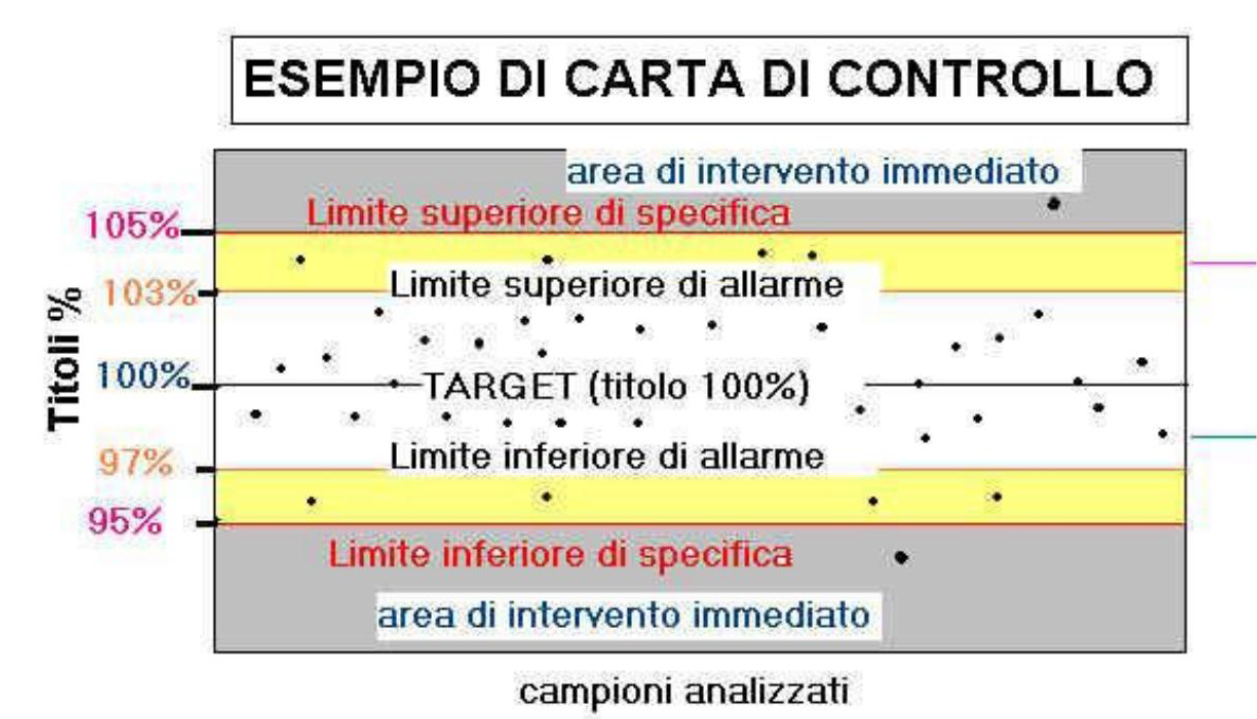 ESEMPIO DI CARTA DI CONTROLLO
area di intervento immediato
Limite superiore di specifica
105%
Limite superiore di allarme
103%
Titoli %
100%
TARGET (titolo 100%)
Limite inferiore di allarme
97%
95%
Limite inferiore di specifica
area di intervento immediato
campioni analizzati